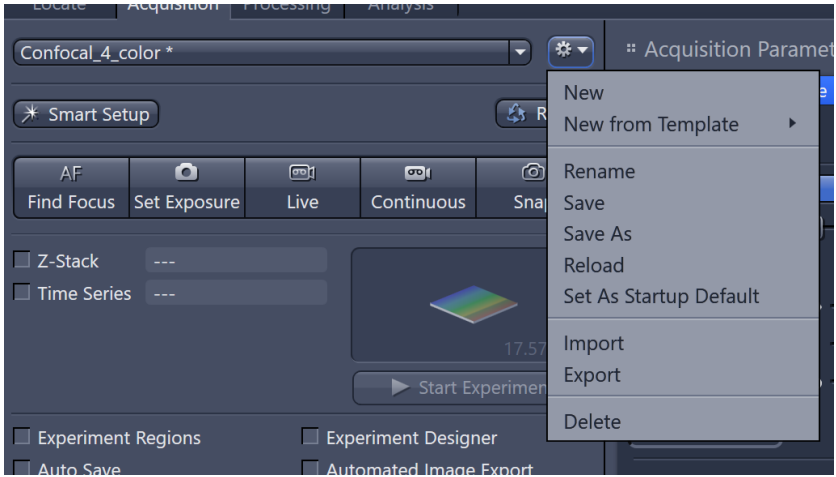 Locate Acquisition Processing Analysis
Confocal_4_color *
Acquisition Paramet
New
New from Template
Smart Setup
R
Rename
Save
Save As
Reload
Set As Startup Default
Import
Export
Delete
AF
Find Focus Set Exposure Live Continuous Snap
Z-Stack ---
Time Series ---
17.57
Start Experimen
Experiment Regions Experiment Designer
Auto Save Automated Image Export